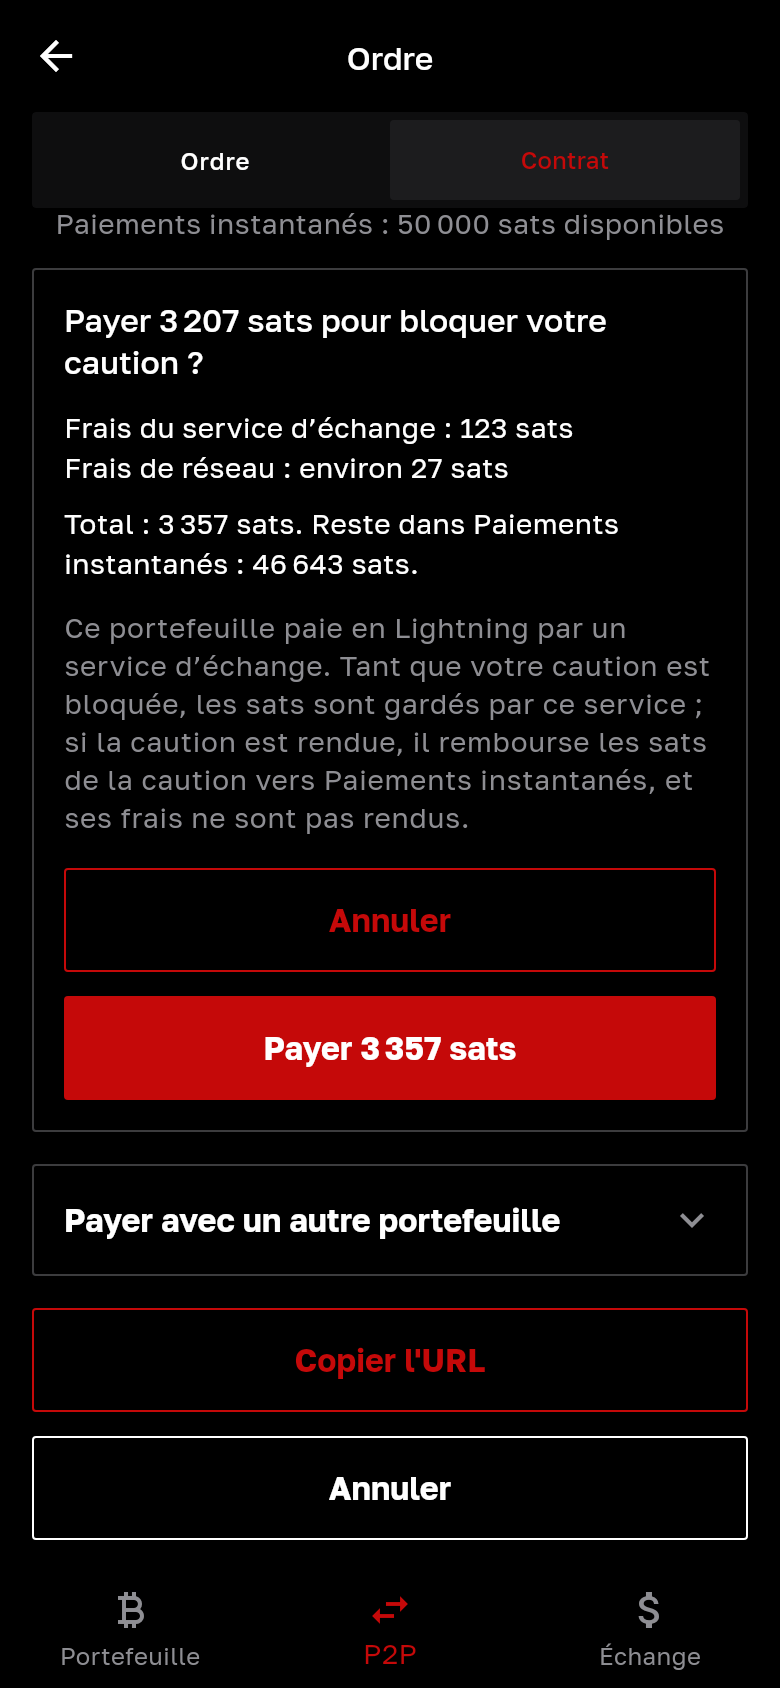 Ordre
Ordre
Contrat
Paiements instantanés : 50 000 sats disponibles
Payer 3 207 sats pour bloquer votre
caution ?
Frais du service d’échange : 123 sats
Frais de réseau : environ 27 sats
Total : 3 357 sats. Reste dans Paiements
instantanés : 46 643 sats.
Ce portefeuille paie en Lightning par un
service d’échange. Tant que votre caution est
bloquée, les sats sont gardés par ce service ;
si la caution est rendue, il rembourse les sats
de la caution vers Paiements instantanés, et
ses frais ne sont pas rendus.
Annuler
Payer 3 357 sats
Payer avec un autre portefeuille
Copier l'URL
Annuler
Portefeuille
P2P
Échange